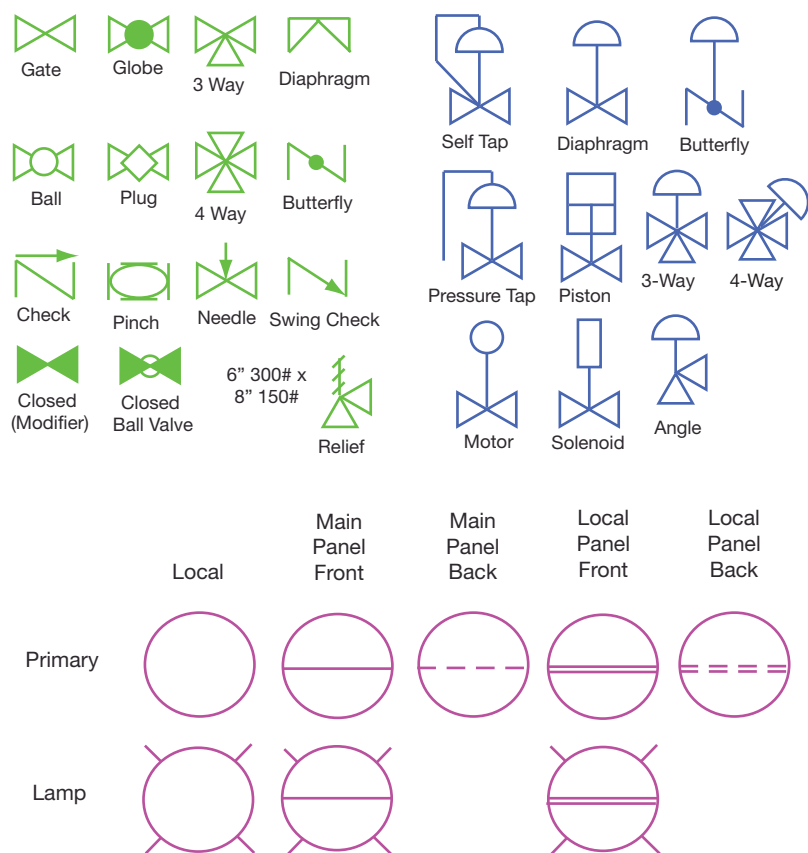 Gate
Globe
3 Way
Diaphragm
Self Tap
Diaphragm
Butterfly
Ball
Plug
4 Way
Butterfly
Pressure Tap
Piston
3-Way
4-Way
Check
Pinch
Needle
Swing Check
Closed
(Modifier)
Closed
Ball Valve
6” 300# x
8” 150#
Relief
Motor
Solenoid
Angle
Local
Main
Panel
Front
Main
Panel
Back
Local
Panel
Front
Local
Panel
Back
Primary
Lamp